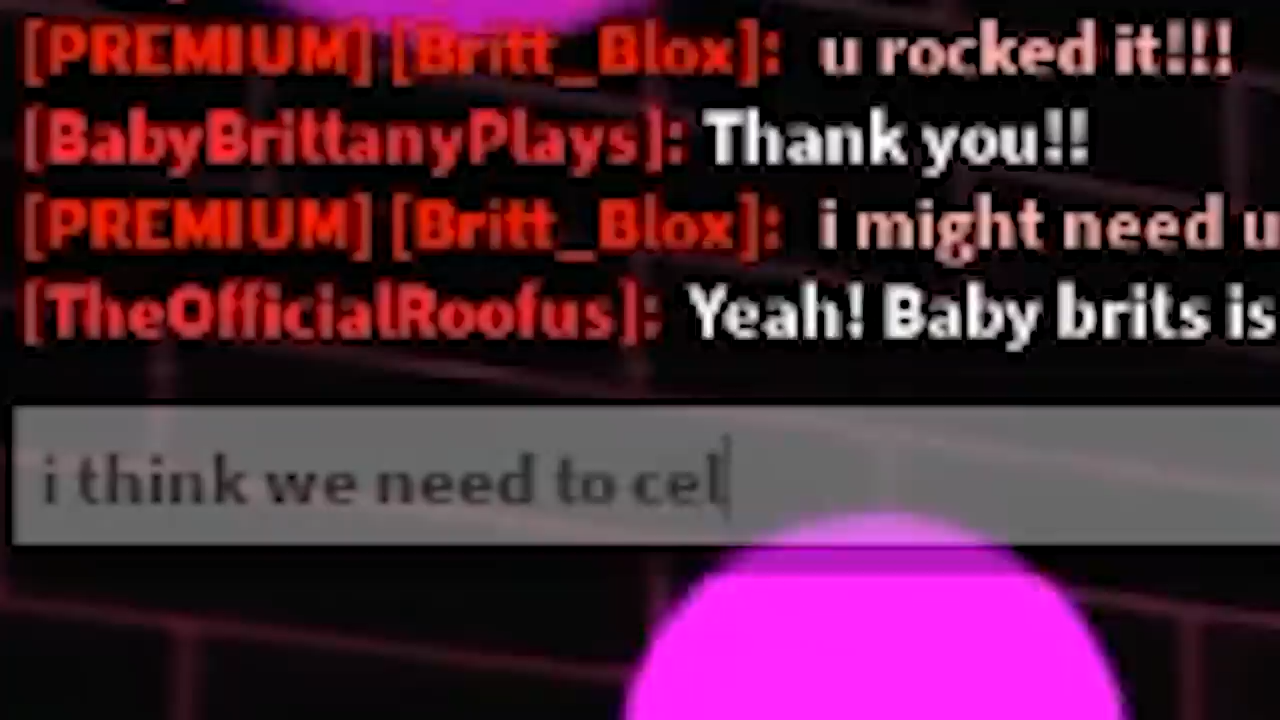 [PREMIUM] [Britt_Blox]: u rocked it!!!
[BabyBrittanyPlays]: Thank you!!
[PREMIUM] [Britt_Blox]: i might need u
[TheOfficialRoofus]: Yeah! Baby brits is
i think we need to cel